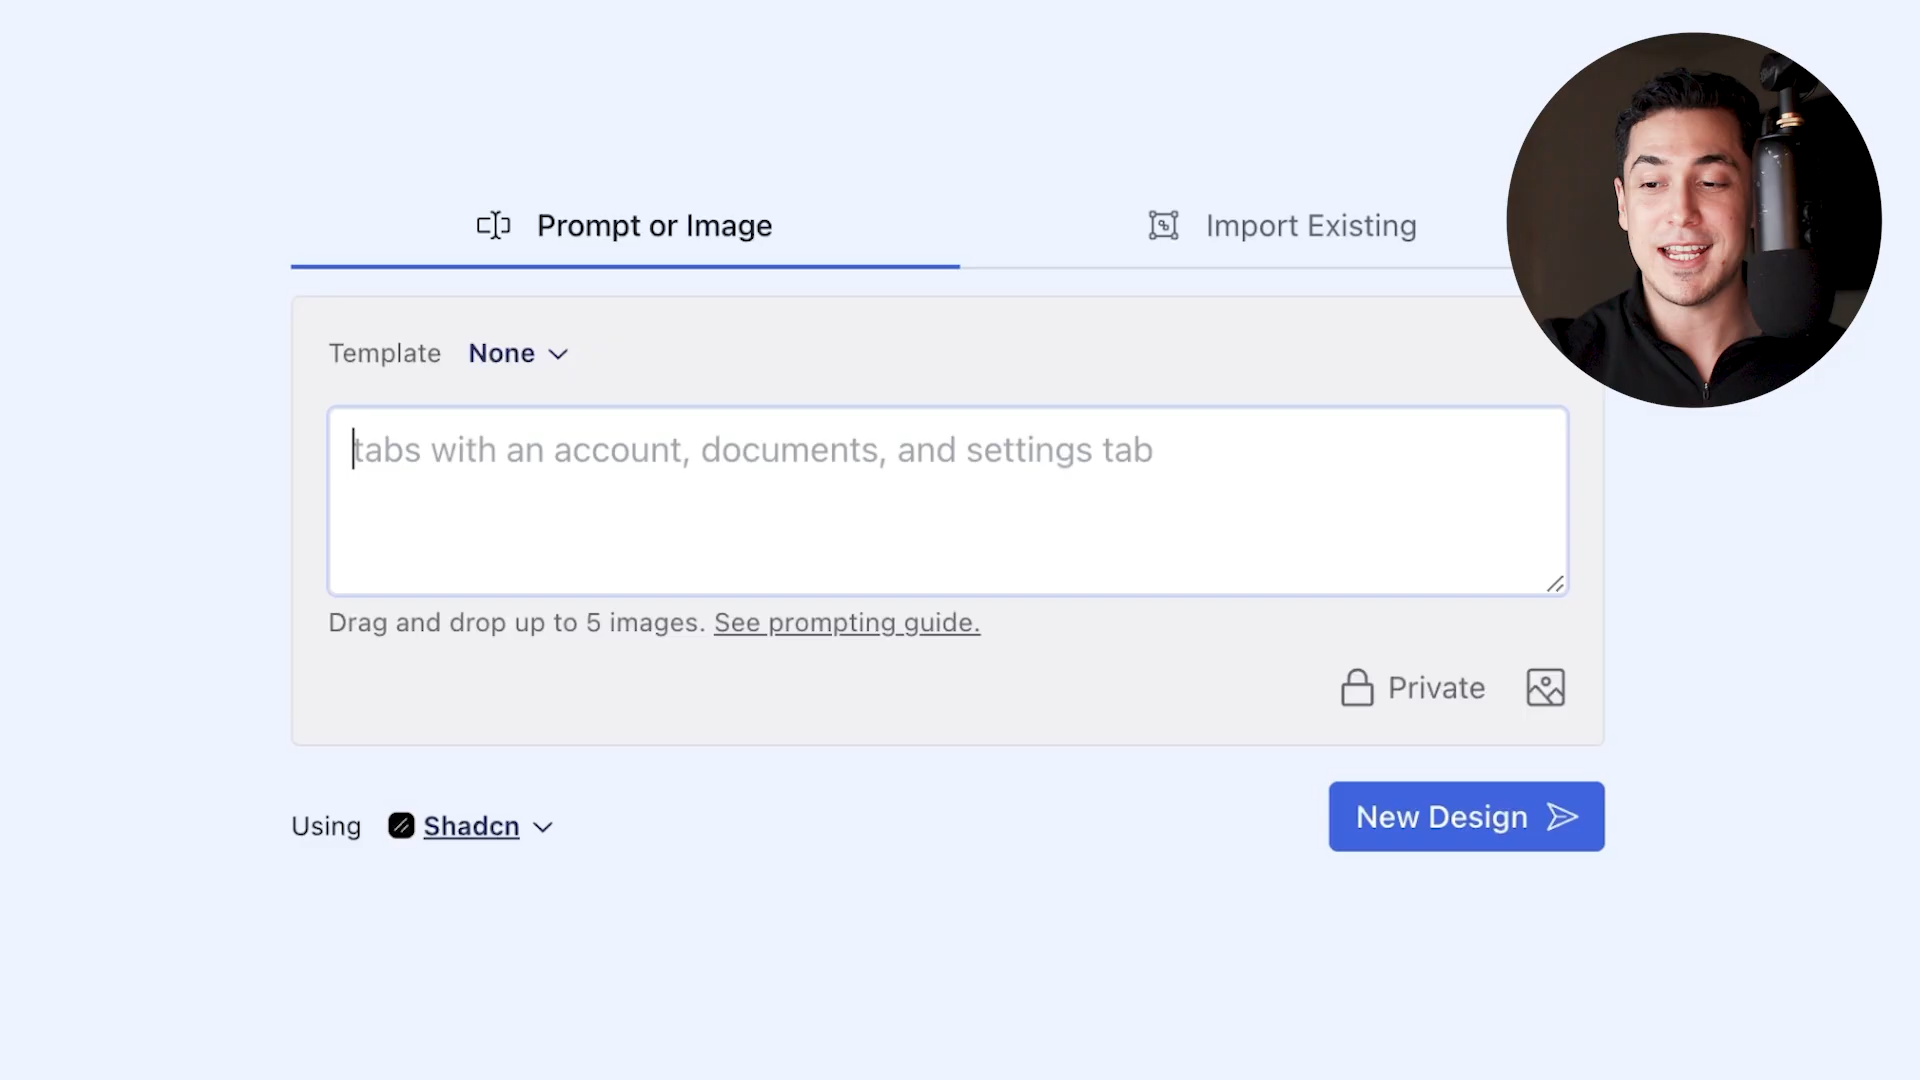 Prompt or Image
Import Existing
Template None
tabs with an account, documents, and settings tab
Drag and drop up to 5 images. See prompting guide.
Private
Using Shadcn
New Design